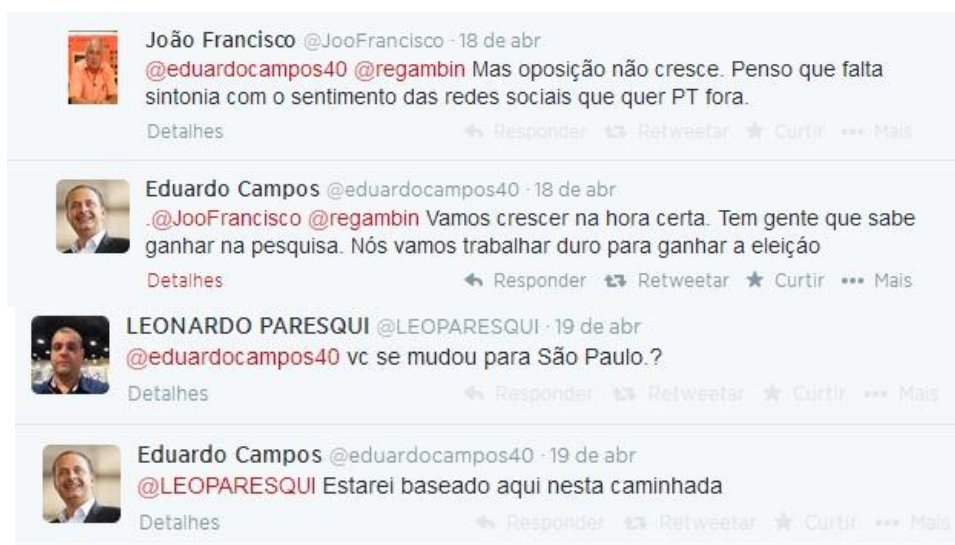 João Francisco @JooFrancisco · 18 de abr
@eduardocampos40 @regambin Mas oposição não cresce. Penso que falta
sintonia com o sentimento das redes sociais que quer PT fora.
Detalhes Responder Retweetar Curtir ••• Mais
Eduardo Campos @eduardocampos40 · 18 de abr
.@JooFrancisco @regambin Vamos crescer na hora certa. Tem gente que sabe
ganhar na pesquisa. Nós vamos trabalhar duro para ganhar a eleiçáo
Detalhes Responder Retweetar Curtir ••• Mais
LEONARDO PARESQUI @LEOPARESQUI · 19 de abr
@eduardocampos40 vc se mudou para São Paulo.?
Detalhes Responder Retweetar Curtir ••• Mais
Eduardo Campos @eduardocampos40 · 19 de abr
@LEOPARESQUI Estarei baseado aqui nesta caminhada
Detalhes Responder Retweetar Curtir ••• Mais